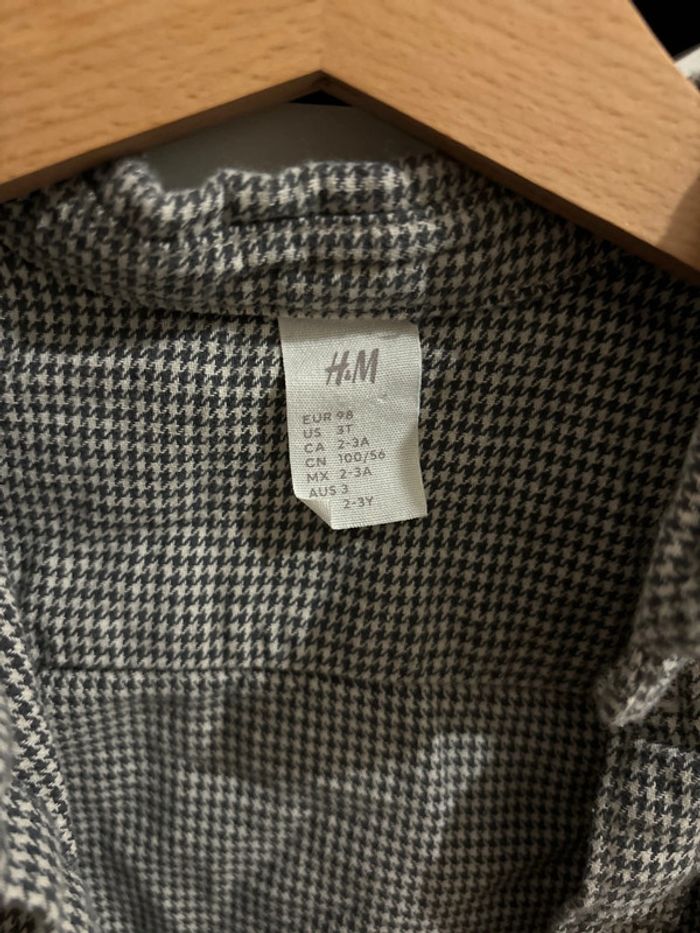 H&M
EUR 98
US 3T
CA 2-3A
CN 100/56
MX 2-3A
AUS 3
2-3Y